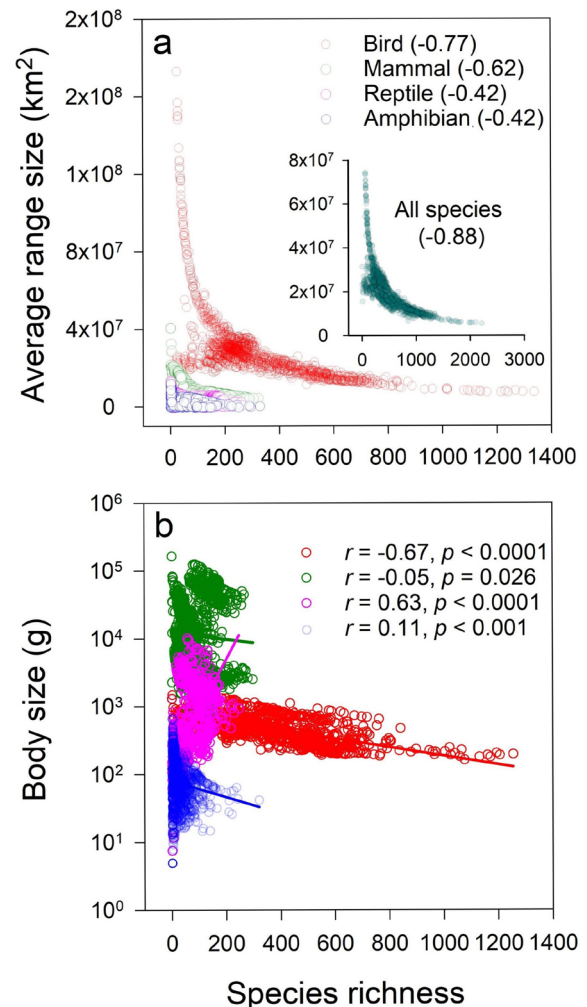 a
Average range size (km²)
2x10⁸
2x10⁸
1x10⁸
8x10⁷
4x10⁷
0
Bird (-0.77)
Mammal (-0.62)
Reptile (-0.42)
Amphibian (-0.42)
8x10⁷
6x10⁷
4x10⁷
2x10⁷
0
All species
(-0.88)
0 1000 2000 3000
0 200 400 600 800 1000 1200 1400
b
Body size (g)
10⁶
10⁵
10⁴
10³
10²
10¹
10⁰
r = -0.67, p < 0.0001
r = -0.05, p = 0.026
r = 0.63, p < 0.0001
r = 0.11, p < 0.001
0 200 400 600 800 1000 1200 1400
Species richness